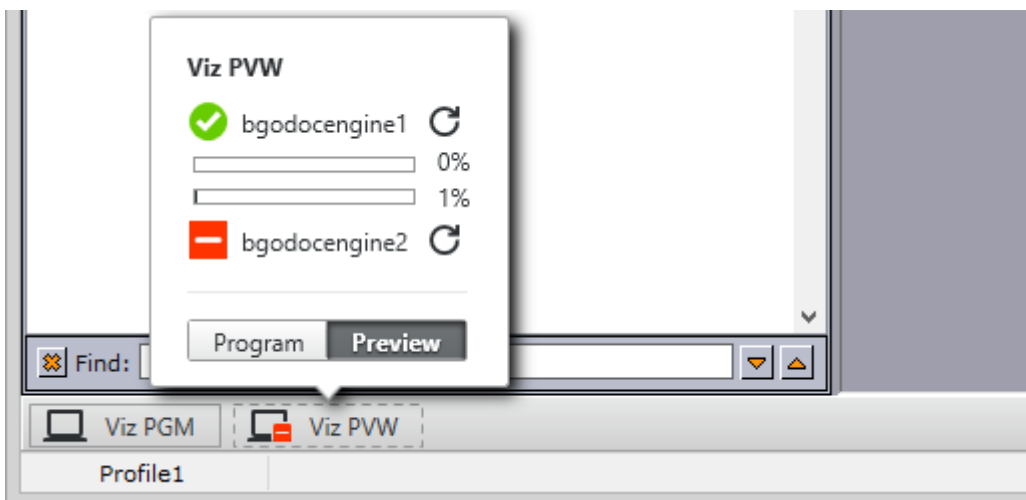 Viz PVW
bgodocengine1
0%
1%
bgodocengine2
Program Preview
Find:
Viz PGM Viz PVW
Profile1